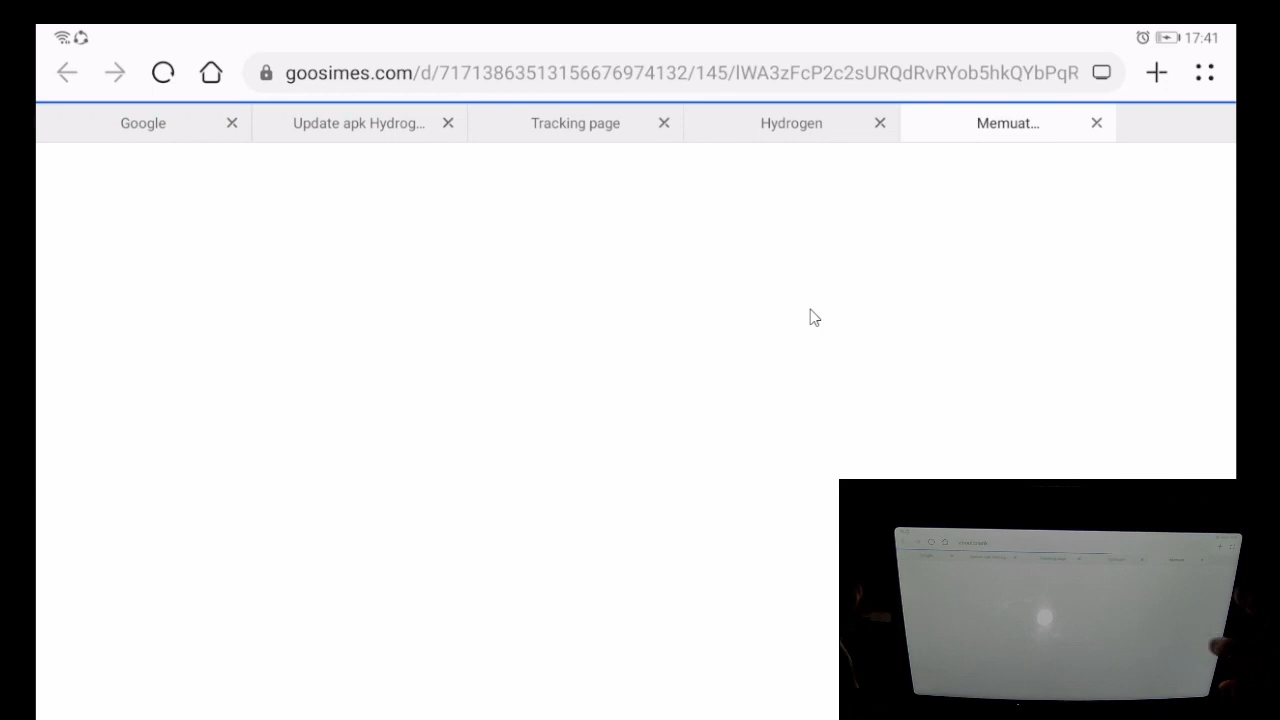 17:41
goosimes.com/d/71713863513156676974132/145/lWA3zFcP2c2sURQdRvRYob5hkQYbPqR
Google
Update apk Hydrog...
Tracking page
Hydrogen
Memuat...